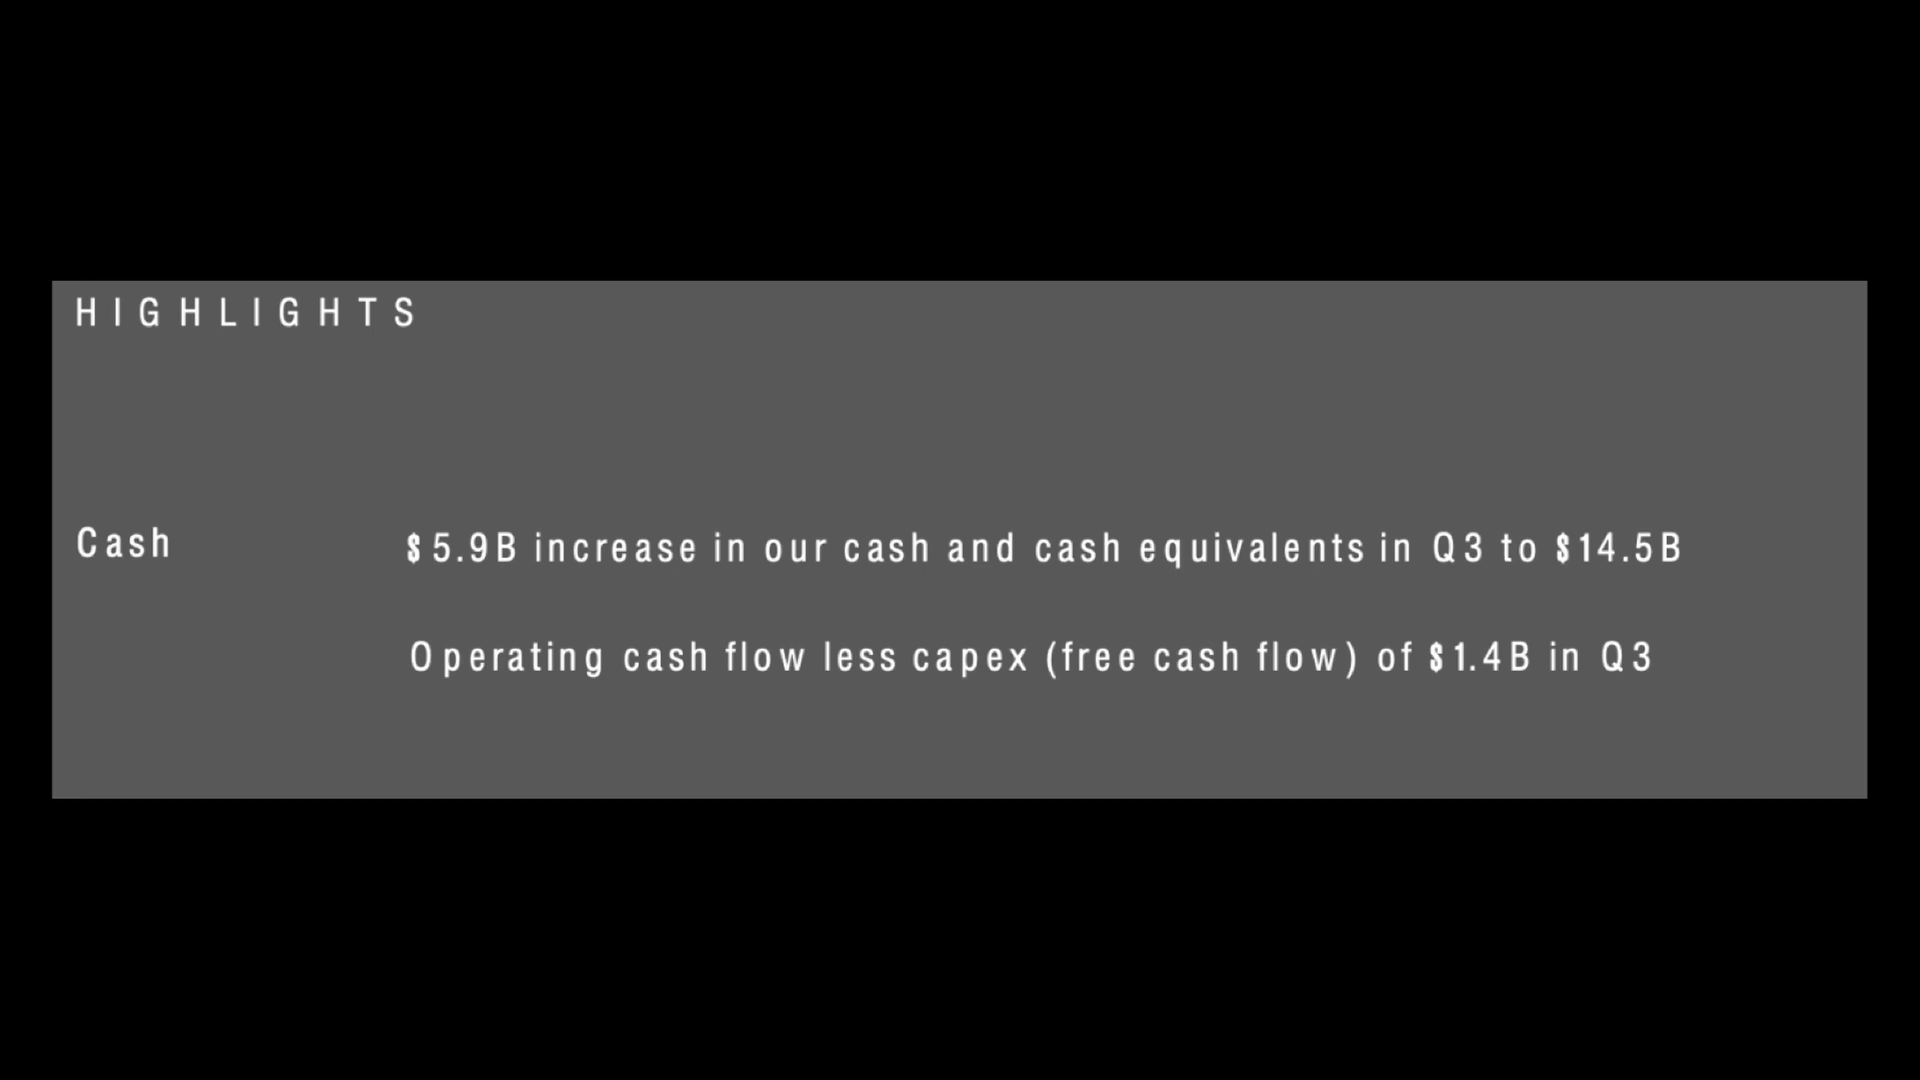 HIGHLIGHTS
Cash
$5.9B increase in our cash and cash equivalents in Q3 to $14.5B
Operating cash flow less capex (free cash flow) of $1.4B in Q3